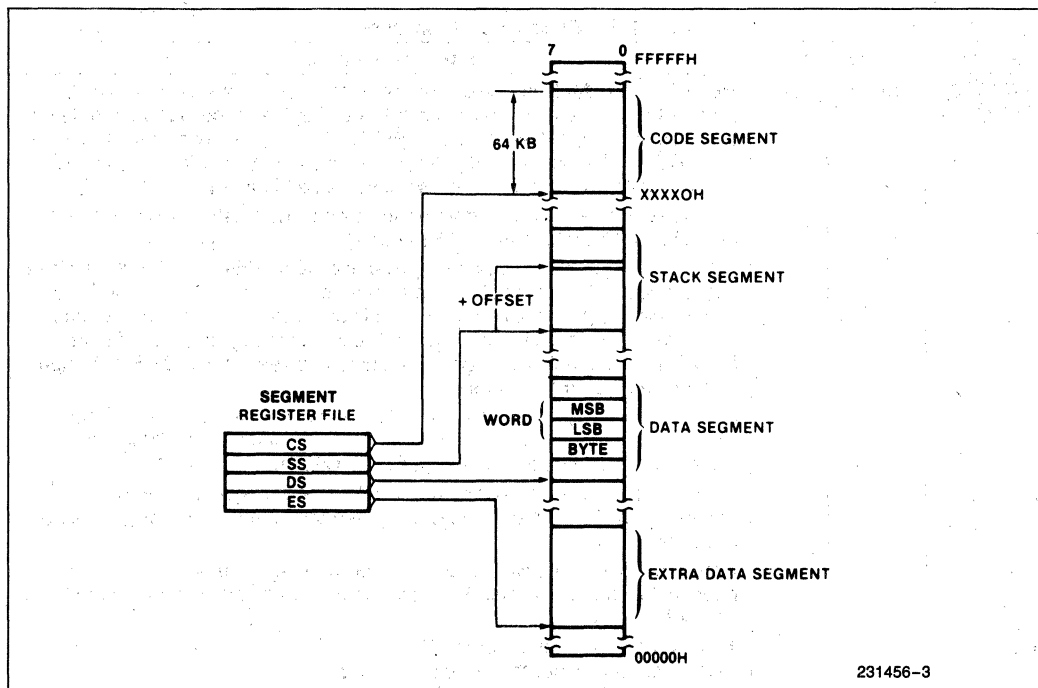 7 0 FFFFFH
64 KB
CODE SEGMENT
XXXXOH
STACK SEGMENT
+ OFFSET
SEGMENT
REGISTER FILE
CS
SS
DS
ES
WORD
MSB
LSB
BYTE
DATA SEGMENT
EXTRA DATA SEGMENT
00000H
231456-3